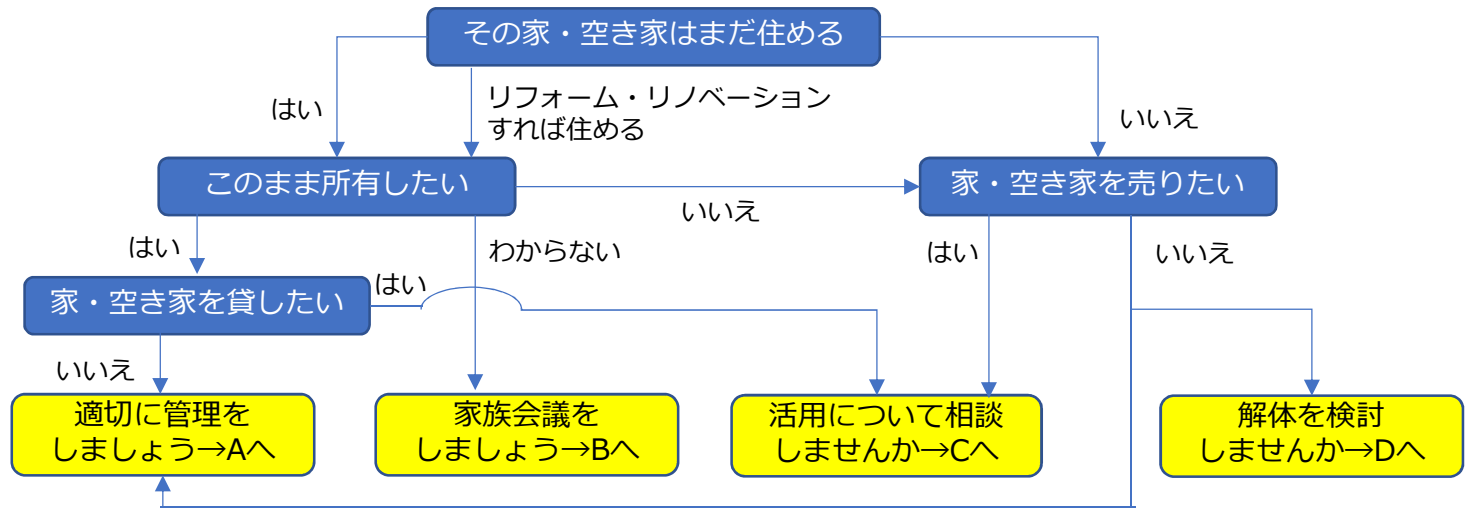 その家・空き家はまだ住める
はい
リフォーム・リノベーション
すれば住める
いいえ
このまま所有したい
いいえ
家・空き家を売りたい
はい
わからない
はい
いいえ
家・空き家を貸したい
はい
いいえ
適切に管理を
しましょう→Aへ
家族会議を
しましょう→Bへ
活用について相談
しませんか→Cへ
解体を検討
しませんか→Dへ